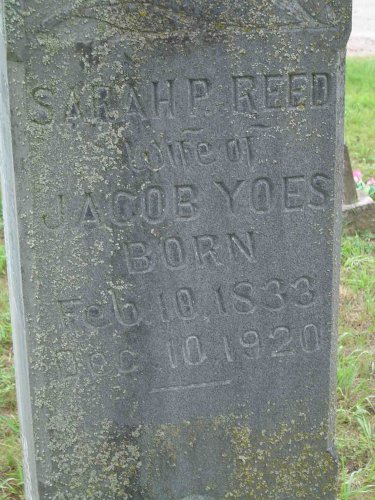 SARAH P. REED
Wife of
JACOB YOES
BORN
Feb. 10, 1833
Dec 10, 1920